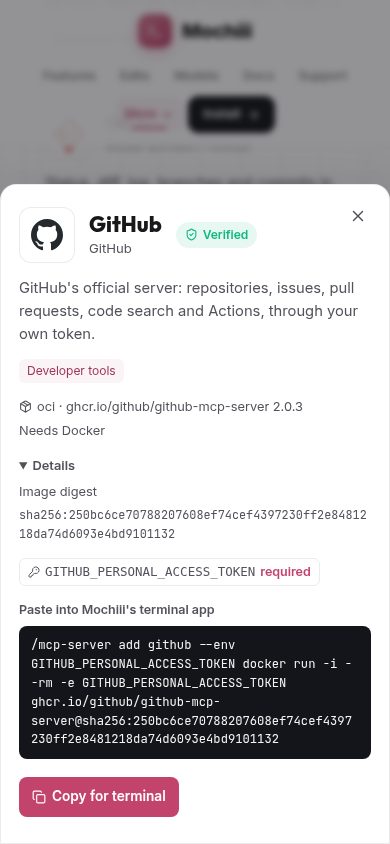 Mochiii
Features
Models
Docs
Support
GitHub
Verified
GitHub
GitHub's official server: repositories, issues, pull
requests, code search and Actions, through your
own token.
Developer tools
oci · ghcr.io/github/github-mcp-server 2.0.3
Needs Docker
▼ Details
Image digest
sha256:250bc6ce70788207608ef74cef4397230ff2e84812
18da74d6093e4bd9101132
GITHUB_PERSONAL_ACCESS_TOKEN required
Paste into Mochiii's terminal app
/mcp-server add github --env
GITHUB_PERSONAL_ACCESS_TOKEN docker run -i -
-rm -e GITHUB_PERSONAL_ACCESS_TOKEN
ghcr.io/github/github-mcp-
server@sha256:250bc6ce70788207608ef74cef4397
230ff2e8481218da74d6093e4bd9101132
Copy for terminal